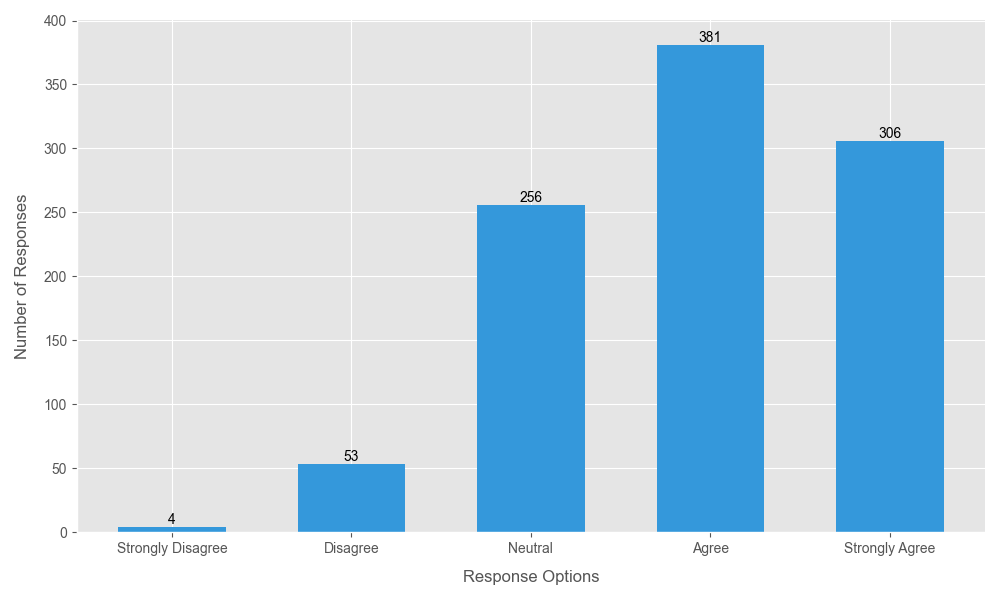 400
350
300
250
200
150
100
50
0
Number of Responses
4
53
256
381
306
Strongly Disagree
Disagree
Neutral
Agree
Strongly Agree
Response Options